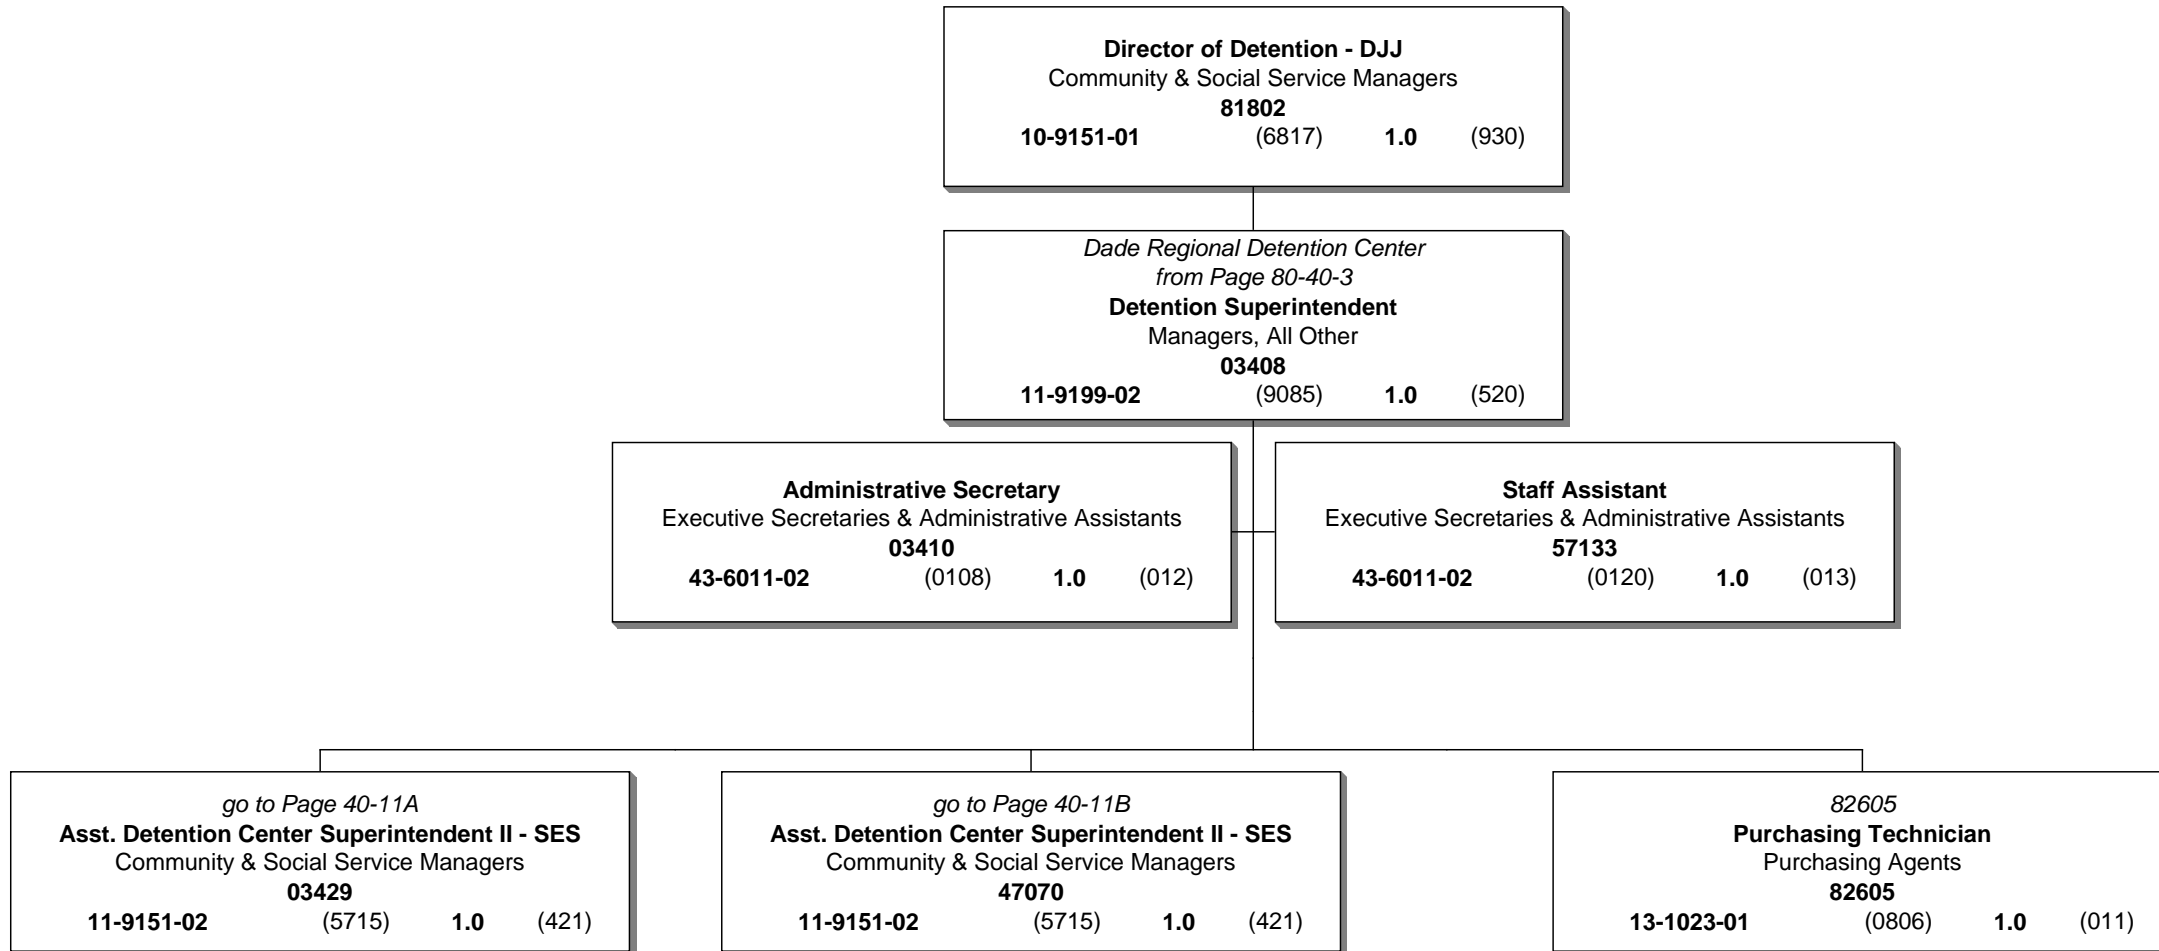 Director of Detention - DJJ
Community & Social Service Managers
81802
10-9151-01 (6817) 1.0 (930)
Dade Regional Detention Center
from Page 80-40-3
Detention Superintendent
Managers, All Other
03408
11-9199-02 (9085) 1.0 (520)
Administrative Secretary
Executive Secretaries & Administrative Assistants
03410
43-6011-02 (0108) 1.0 (012)
Staff Assistant
Executive Secretaries & Administrative Assistants
57133
43-6011-02 (0120) 1.0 (013)
go to Page 40-11A
Asst. Detention Center Superintendent II - SES
Community & Social Service Managers
03429
11-9151-02 (5715) 1.0 (421)
go to Page 40-11B
Asst. Detention Center Superintendent II - SES
Community & Social Service Managers
47070
11-9151-02 (5715) 1.0 (421)
82605
Purchasing Technician
Purchasing Agents
82605
13-1023-01 (0806) 1.0 (011)